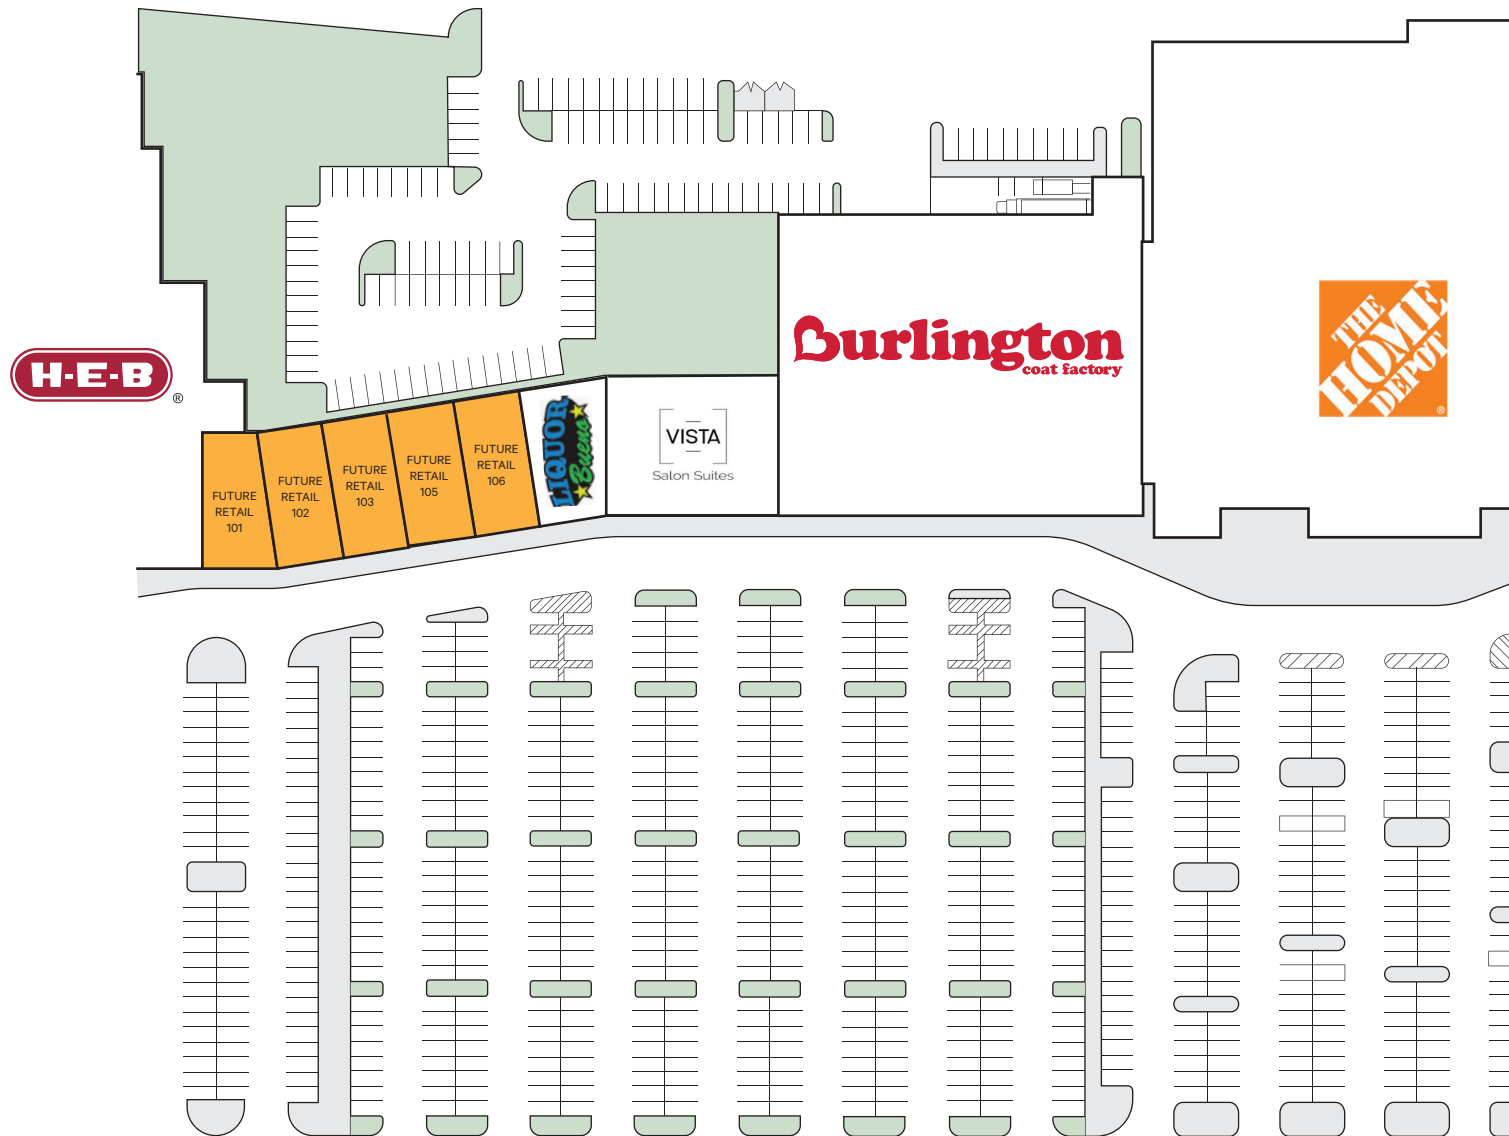 H-E-B
®
FUTURE
RETAIL
101
FUTURE
RETAIL
102
FUTURE
RETAIL
103
FUTURE
RETAIL
105
FUTURE
RETAIL
106
LIQUOR
Bueno
VISTA
Salon Suites
Burlington
coat factory
THE
HOME
DEPOT
®